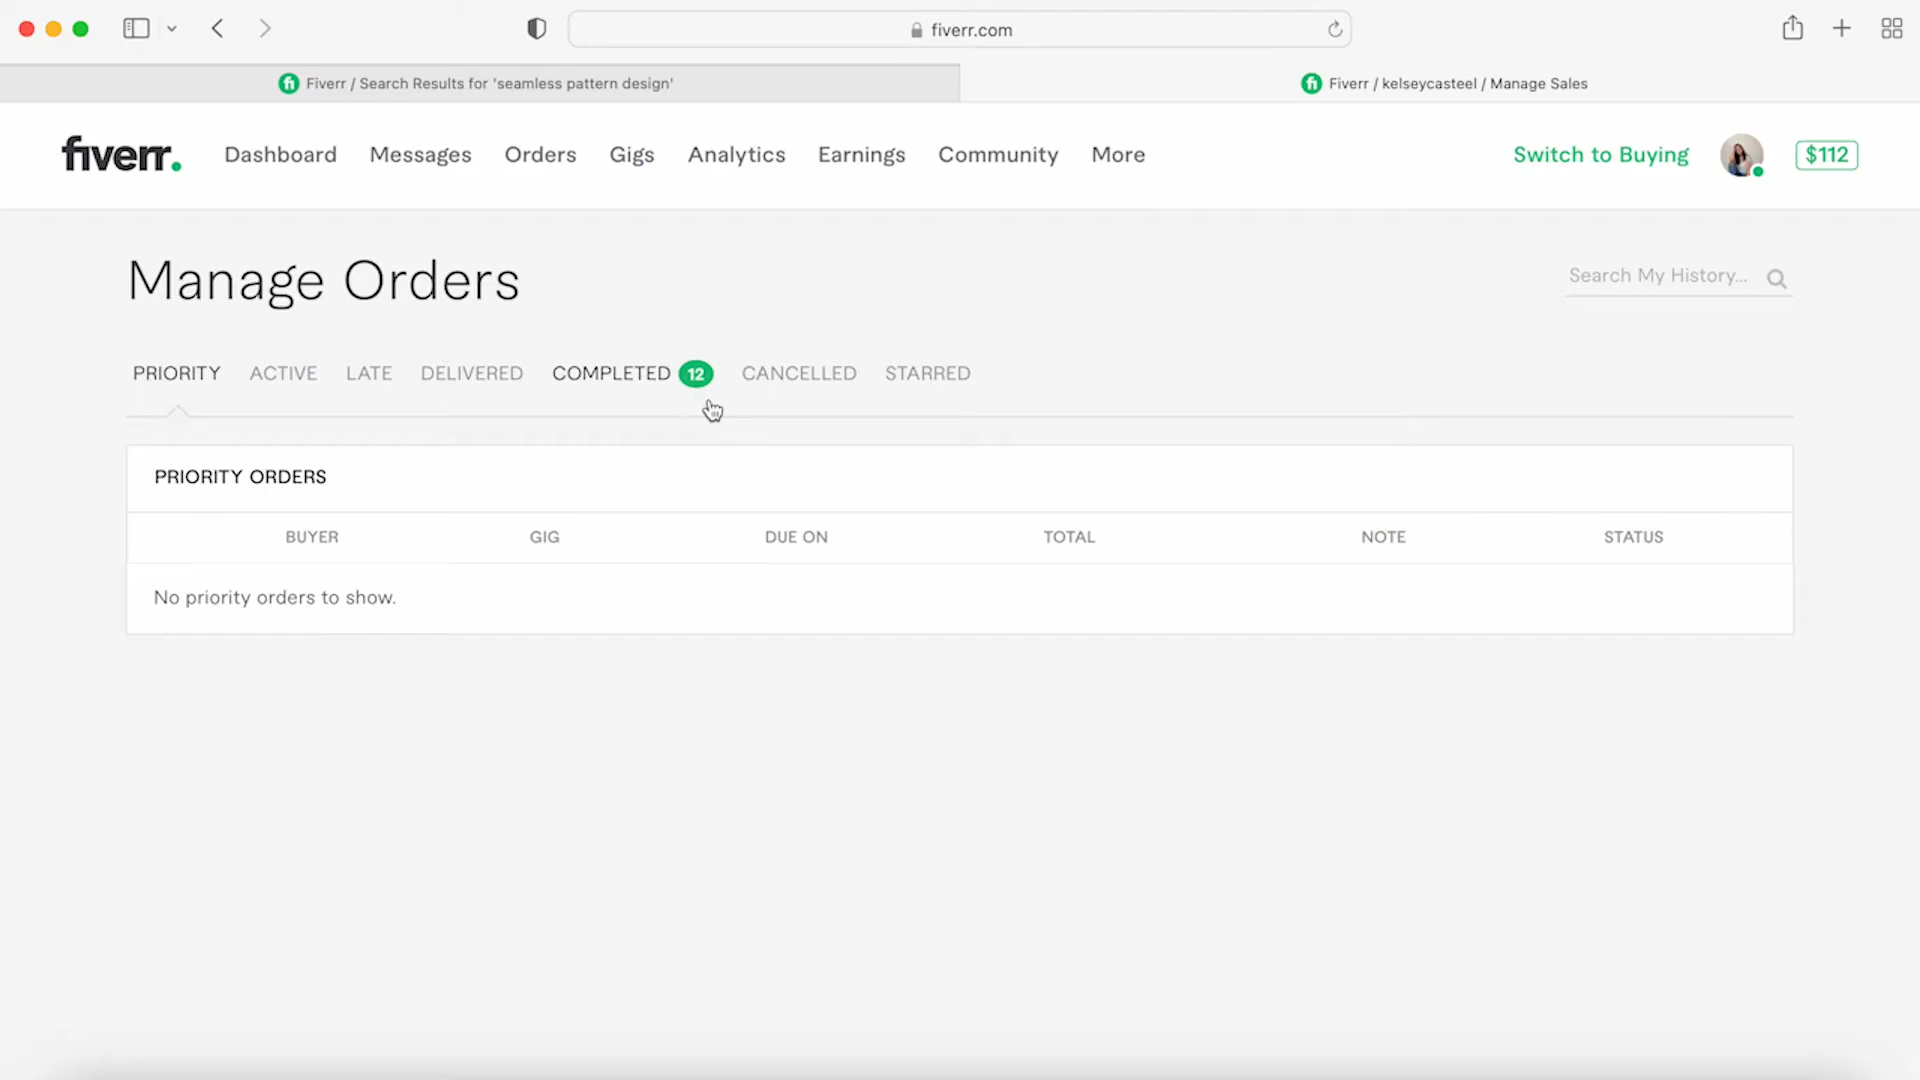 fiverr.com
Fiverr / Search Results for 'seamless pattern design'
Fiverr / kelseycasteel / Manage Sales
fiverr. Dashboard Messages Orders Gigs Analytics Earnings Community More Switch to Buying $112
Manage Orders
Search My History...
PRIORITY ACTIVE LATE DELIVERED COMPLETED 12 CANCELLED STARRED
PRIORITY ORDERS
BUYER GIG DUE ON TOTAL NOTE STATUS
No priority orders to show.